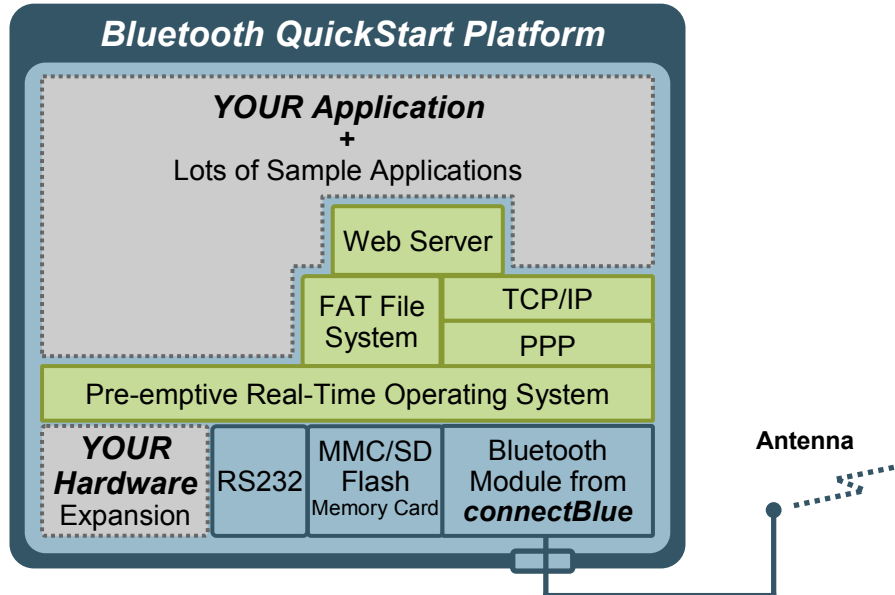 Bluetooth QuickStart Platform
YOUR Application
+
Lots of Sample Applications
Web Server
FAT File
System
TCP/IP
PPP
Pre-emptive Real-Time Operating System
YOUR
Hardware
Expansion
RS232
MMC/SD
Flash
Memory Card
Bluetooth
Module from
connectBlue
Antenna